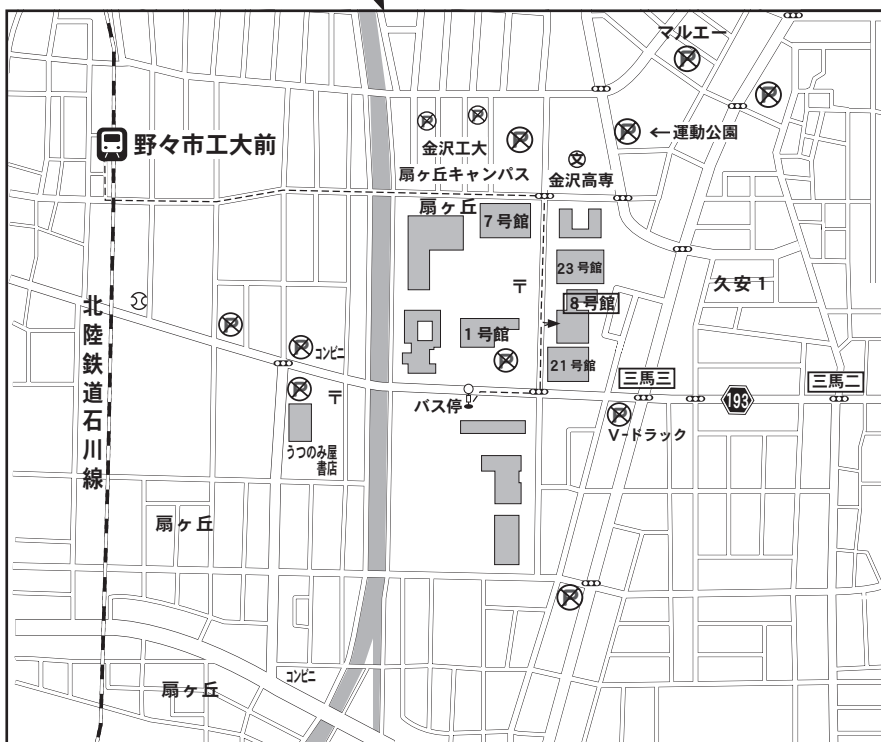 マルエー
←運動公園
野々市工大前
金沢工大
扇ヶ丘キャンパス
金沢高専
扇ヶ丘
7号館
23号館
〒
8号館
久安1
北陸鉄道石川線
1号館
コンビニ
21号館
三馬三
三馬二
193
〒
バス停
V-ドラック
うつのみ屋
書店
扇ヶ丘
コンビニ
扇ヶ丘